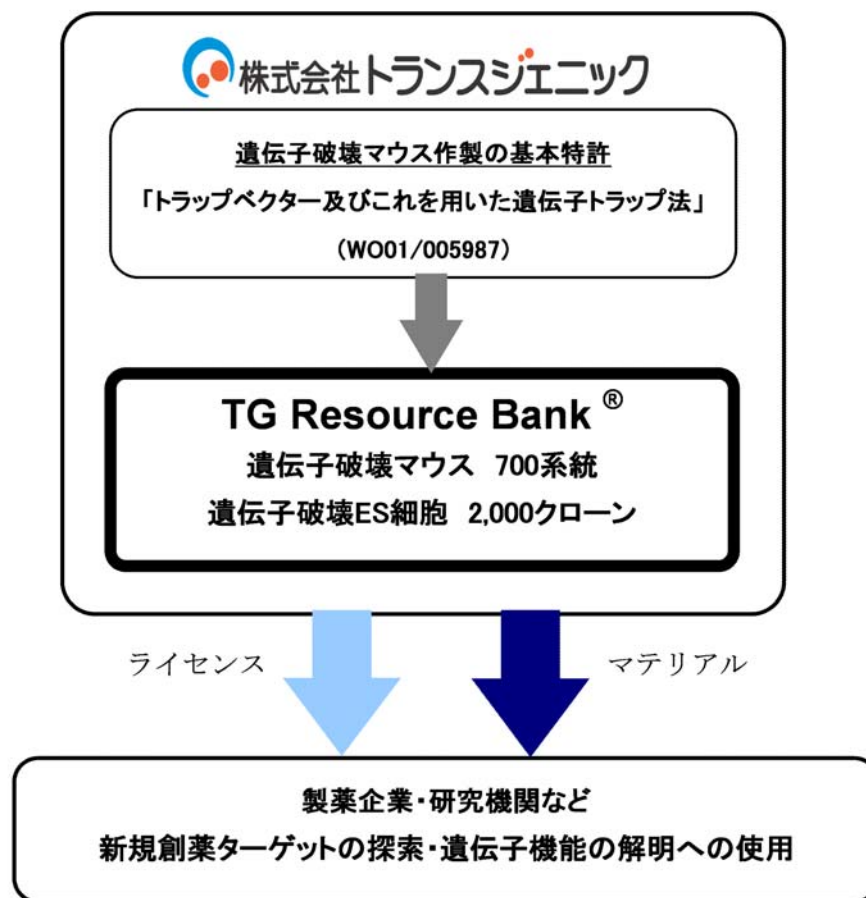 株式会社トランスジェニック
遺伝子破壊マウス作製の基本特許
「トラップベクター及びこれを用いた遺伝子トラップ法」
(WO01/005987)
TG Resource Bank ®
遺伝子破壊マウス 700系統
遺伝子破壊ES細胞 2,000クローン
ライセンス
マテリアル
製薬企業・研究機関など
新規創薬ターゲットの探索・遺伝子機能の解明への使用